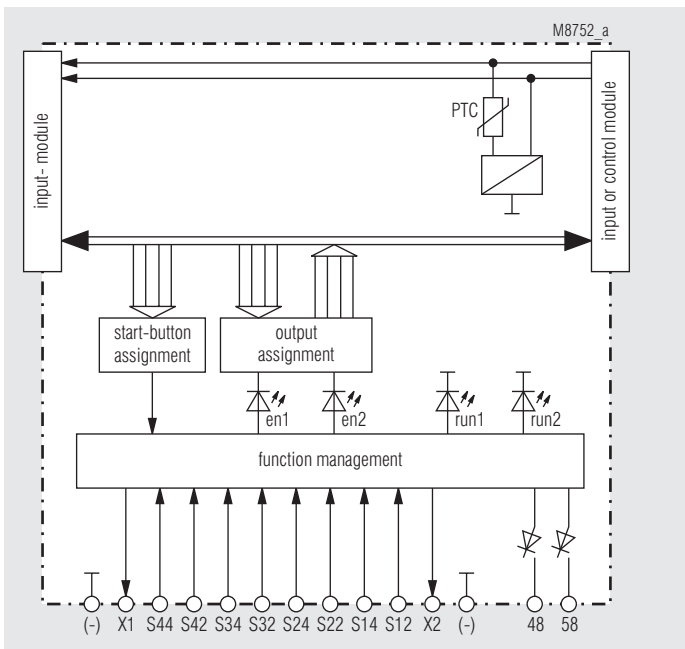 M8752_a
input- module
PTC
input or control module
start-button
assignment
output
assignment
en1
en2
run1
run2
function management
(-)
X1
S44
S42
S34
S32
S24
S22
S14
S12
X2
(-)
48
58